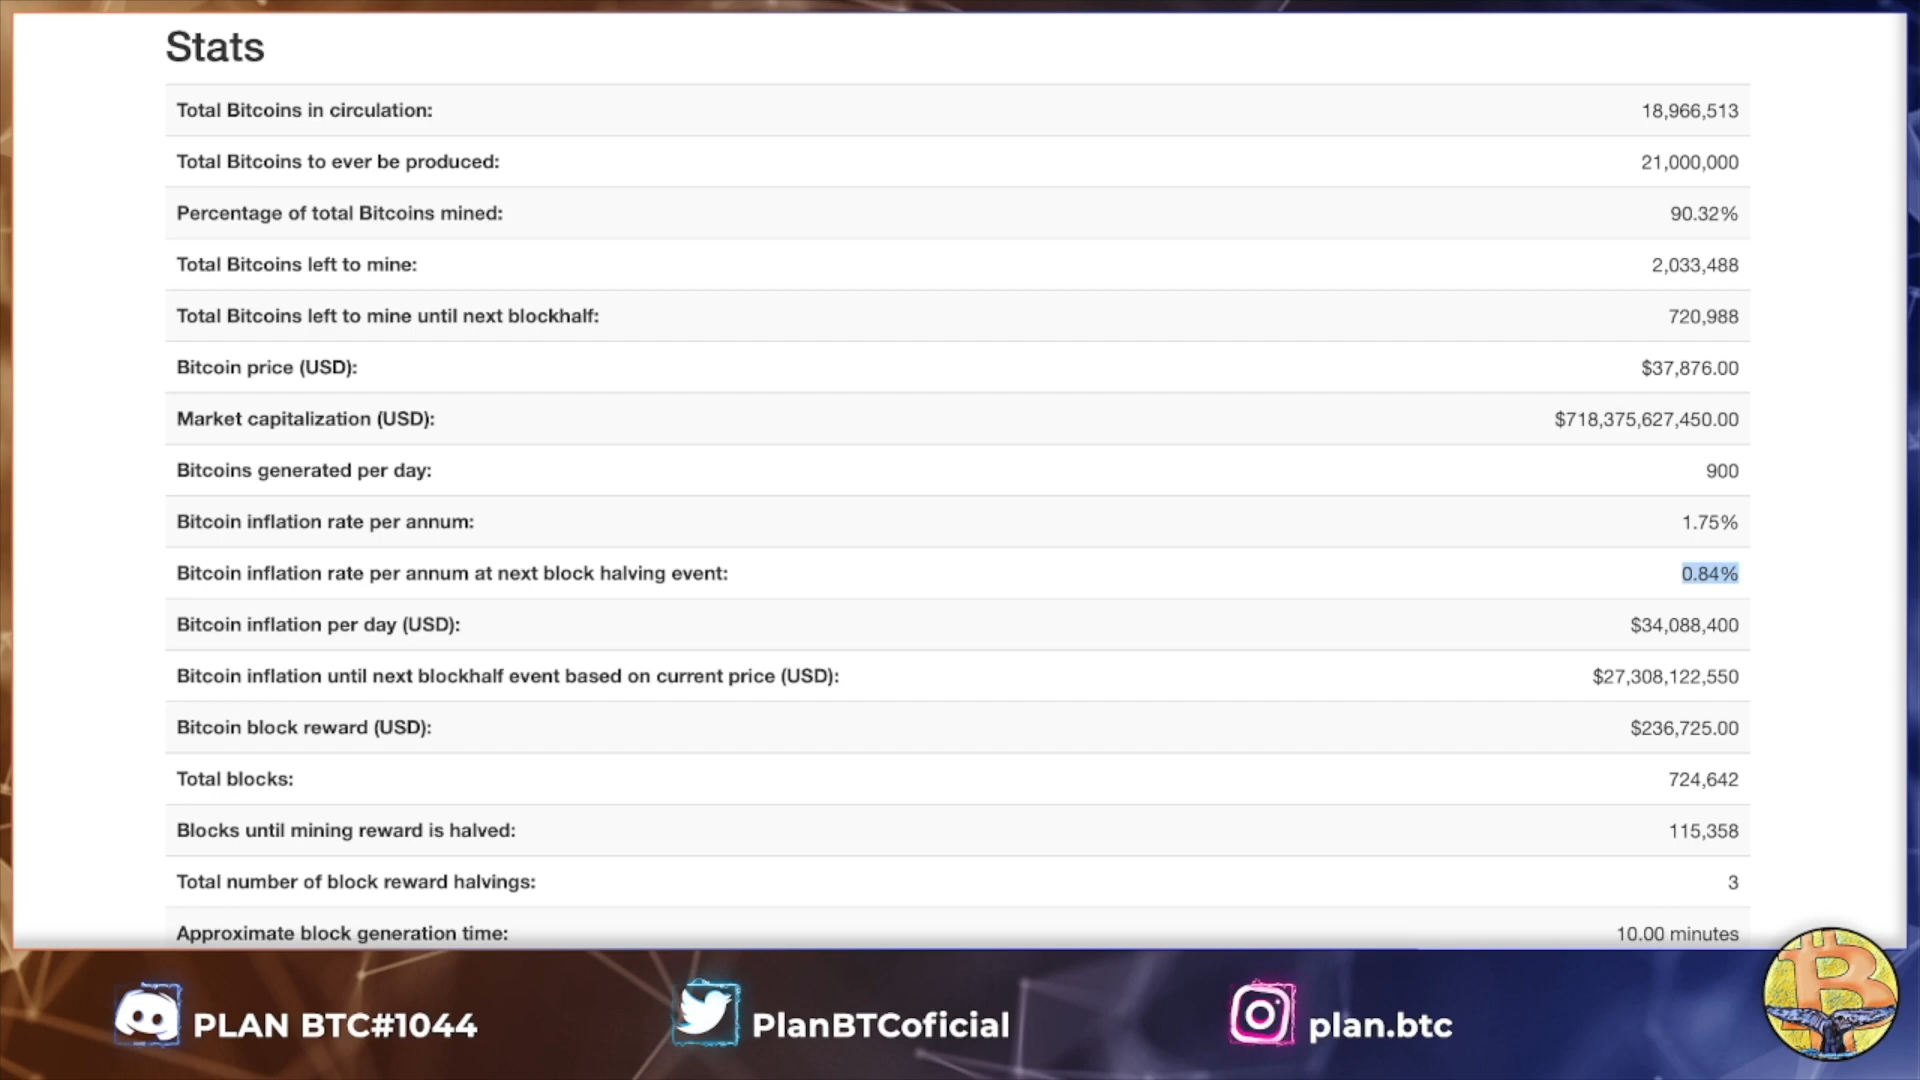 Stats
Total Bitcoins in circulation: 18,966,513
Total Bitcoins to ever be produced: 21,000,000
Percentage of total Bitcoins mined: 90.32%
Total Bitcoins left to mine: 2,033,488
Total Bitcoins left to mine until next blockhalf: 720,988
Bitcoin price (USD): $37,876.00
Market capitalization (USD): $718,375,627,450.00
Bitcoins generated per day: 900
Bitcoin inflation rate per annum: 1.75%
Bitcoin inflation rate per annum at next block halving event: 0.84%
Bitcoin inflation per day (USD): $34,088,400
Bitcoin inflation until next blockhalf event based on current price (USD): $27,308,122,550
Bitcoin block reward (USD): $236,725.00
Total blocks: 724,642
Blocks until mining reward is halved: 115,358
Total number of block reward halvings: 3
Approximate block generation time: 10.00 minutes
PLAN BTC#1044 PlanBTCoficial plan.btc